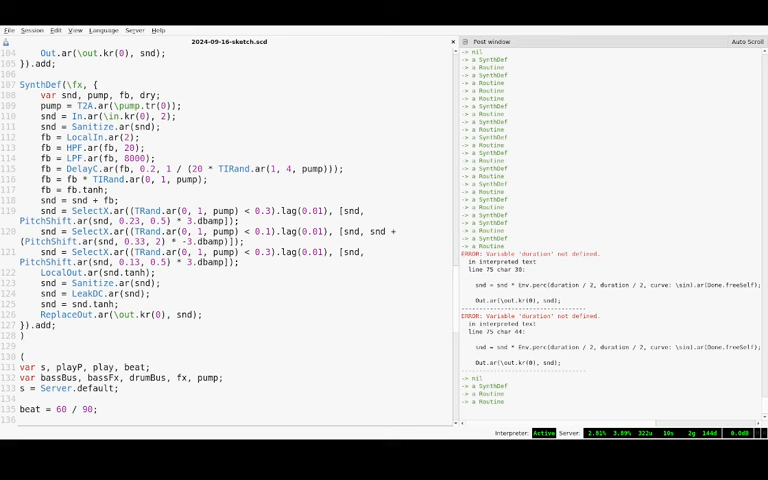 File Session Edit View Language Server Help
2024-09-16-sketch.scd
Post window
Auto Scroll
104 Out.ar(\out.kr(0), snd);
105 }).add;
106
107 SynthDef(\fx, {
108 var snd, pump, fb, dry;
109 pump = T2A.ar(\pump.tr(0));
110 snd = In.ar(\in.kr(0), 2);
111 snd = Sanitize.ar(snd);
112 fb = LocalIn.ar(2);
113 fb = HPF.ar(fb, 20);
114 fb = LPF.ar(fb, 8000);
115 fb = DelayC.ar(fb, 0.2, 1 / (20 * TIRand.ar(1, 4, pump)));
116 fb = fb * TIRand.ar(0, 1, pump);
117 fb = fb.tanh;
118 snd = snd + fb;
119 snd = SelectX.ar((TRand.ar(0, 1, pump) < 0.3).lag(0.01), [snd,
PitchShift.ar(snd, 0.23, 0.5) * 3.dbamp]);
120 snd = SelectX.ar((TRand.ar(0, 1, pump) < 0.1).lag(0.01), [snd, snd +
(PitchShift.ar(snd, 0.33, 2) * -3.dbamp)]);
121 snd = SelectX.ar((TRand.ar(0, 1, pump) < 0.3).lag(0.01), [snd,
PitchShift.ar(snd, 0.13, 0.5) * 3.dbamp]);
122 LocalOut.ar(snd.tanh);
123 snd = Sanitize.ar(snd);
124 snd = LeakDC.ar(snd);
125 snd = snd.tanh;
126 ReplaceOut.ar(\out.kr(0), snd);
127 }).add;
128 )
129
130 (
131 var s, playP, play, beat;
132 var bassBus, bassFx, drumBus, fx, pump;
133 s = Server.default;
134
135 beat = 60 / 90;
136
-> nil
-> a SynthDef
-> a Routine
-> a SynthDef
-> a Routine
-> a Routine
-> a Routine
-> a SynthDef
-> a Routine
-> a SynthDef
-> a Routine
-> a SynthDef
-> a Routine
-> a SynthDef
-> a Routine
-> a SynthDef
-> a Routine
-> a SynthDef
-> a SynthDef
-> a Routine
-> a SynthDef
-> a SynthDef
-> a SynthDef
-> a Routine
-> a SynthDef
-> a Routine
ERROR: Variable 'duration' not defined.
in interpreted text
line 75 char 30:
snd = snd * Env.perc(duration / 2, duration / 2, curve: \sin).ar(Done.freeSelf);
Out.ar(\out.kr(0), snd);
-----------------------------------
ERROR: Variable 'duration' not defined.
in interpreted text
line 75 char 44:
snd = snd * Env.perc(duration / 2, duration / 2, curve: \sin).ar(Done.freeSelf);
Out.ar(\out.kr(0), snd);
-----------------------------------
-> nil
-> a SynthDef
-> a Routine
-> a Routine
Interpreter: Active Server: 2.81% 3.89% 322u 10s 2g 144d 0.0dB